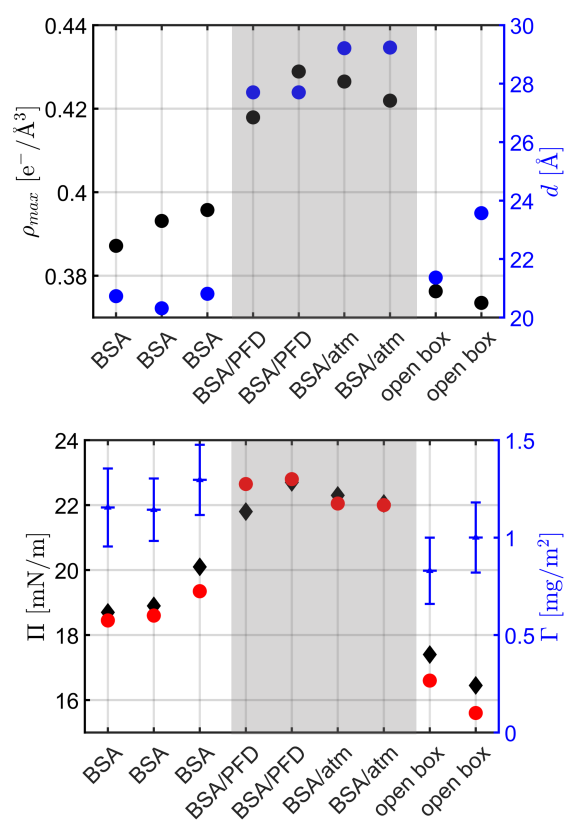 0.44
0.42
0.4
0.38
ρmax [e−/Å3]
30
28
26
24
22
20
d [Å]
BSA
BSA
BSA
BSA/PFD
BSA/PFD
BSA/atm
BSA/atm
open box
open box
24
22
20
18
16
Π [mN/m]
1.5
1
0.5
0
Γ [mg/m2]
BSA
BSA
BSA
BSA/PFD
BSA/PFD
BSA/atm
BSA/atm
open box
open box